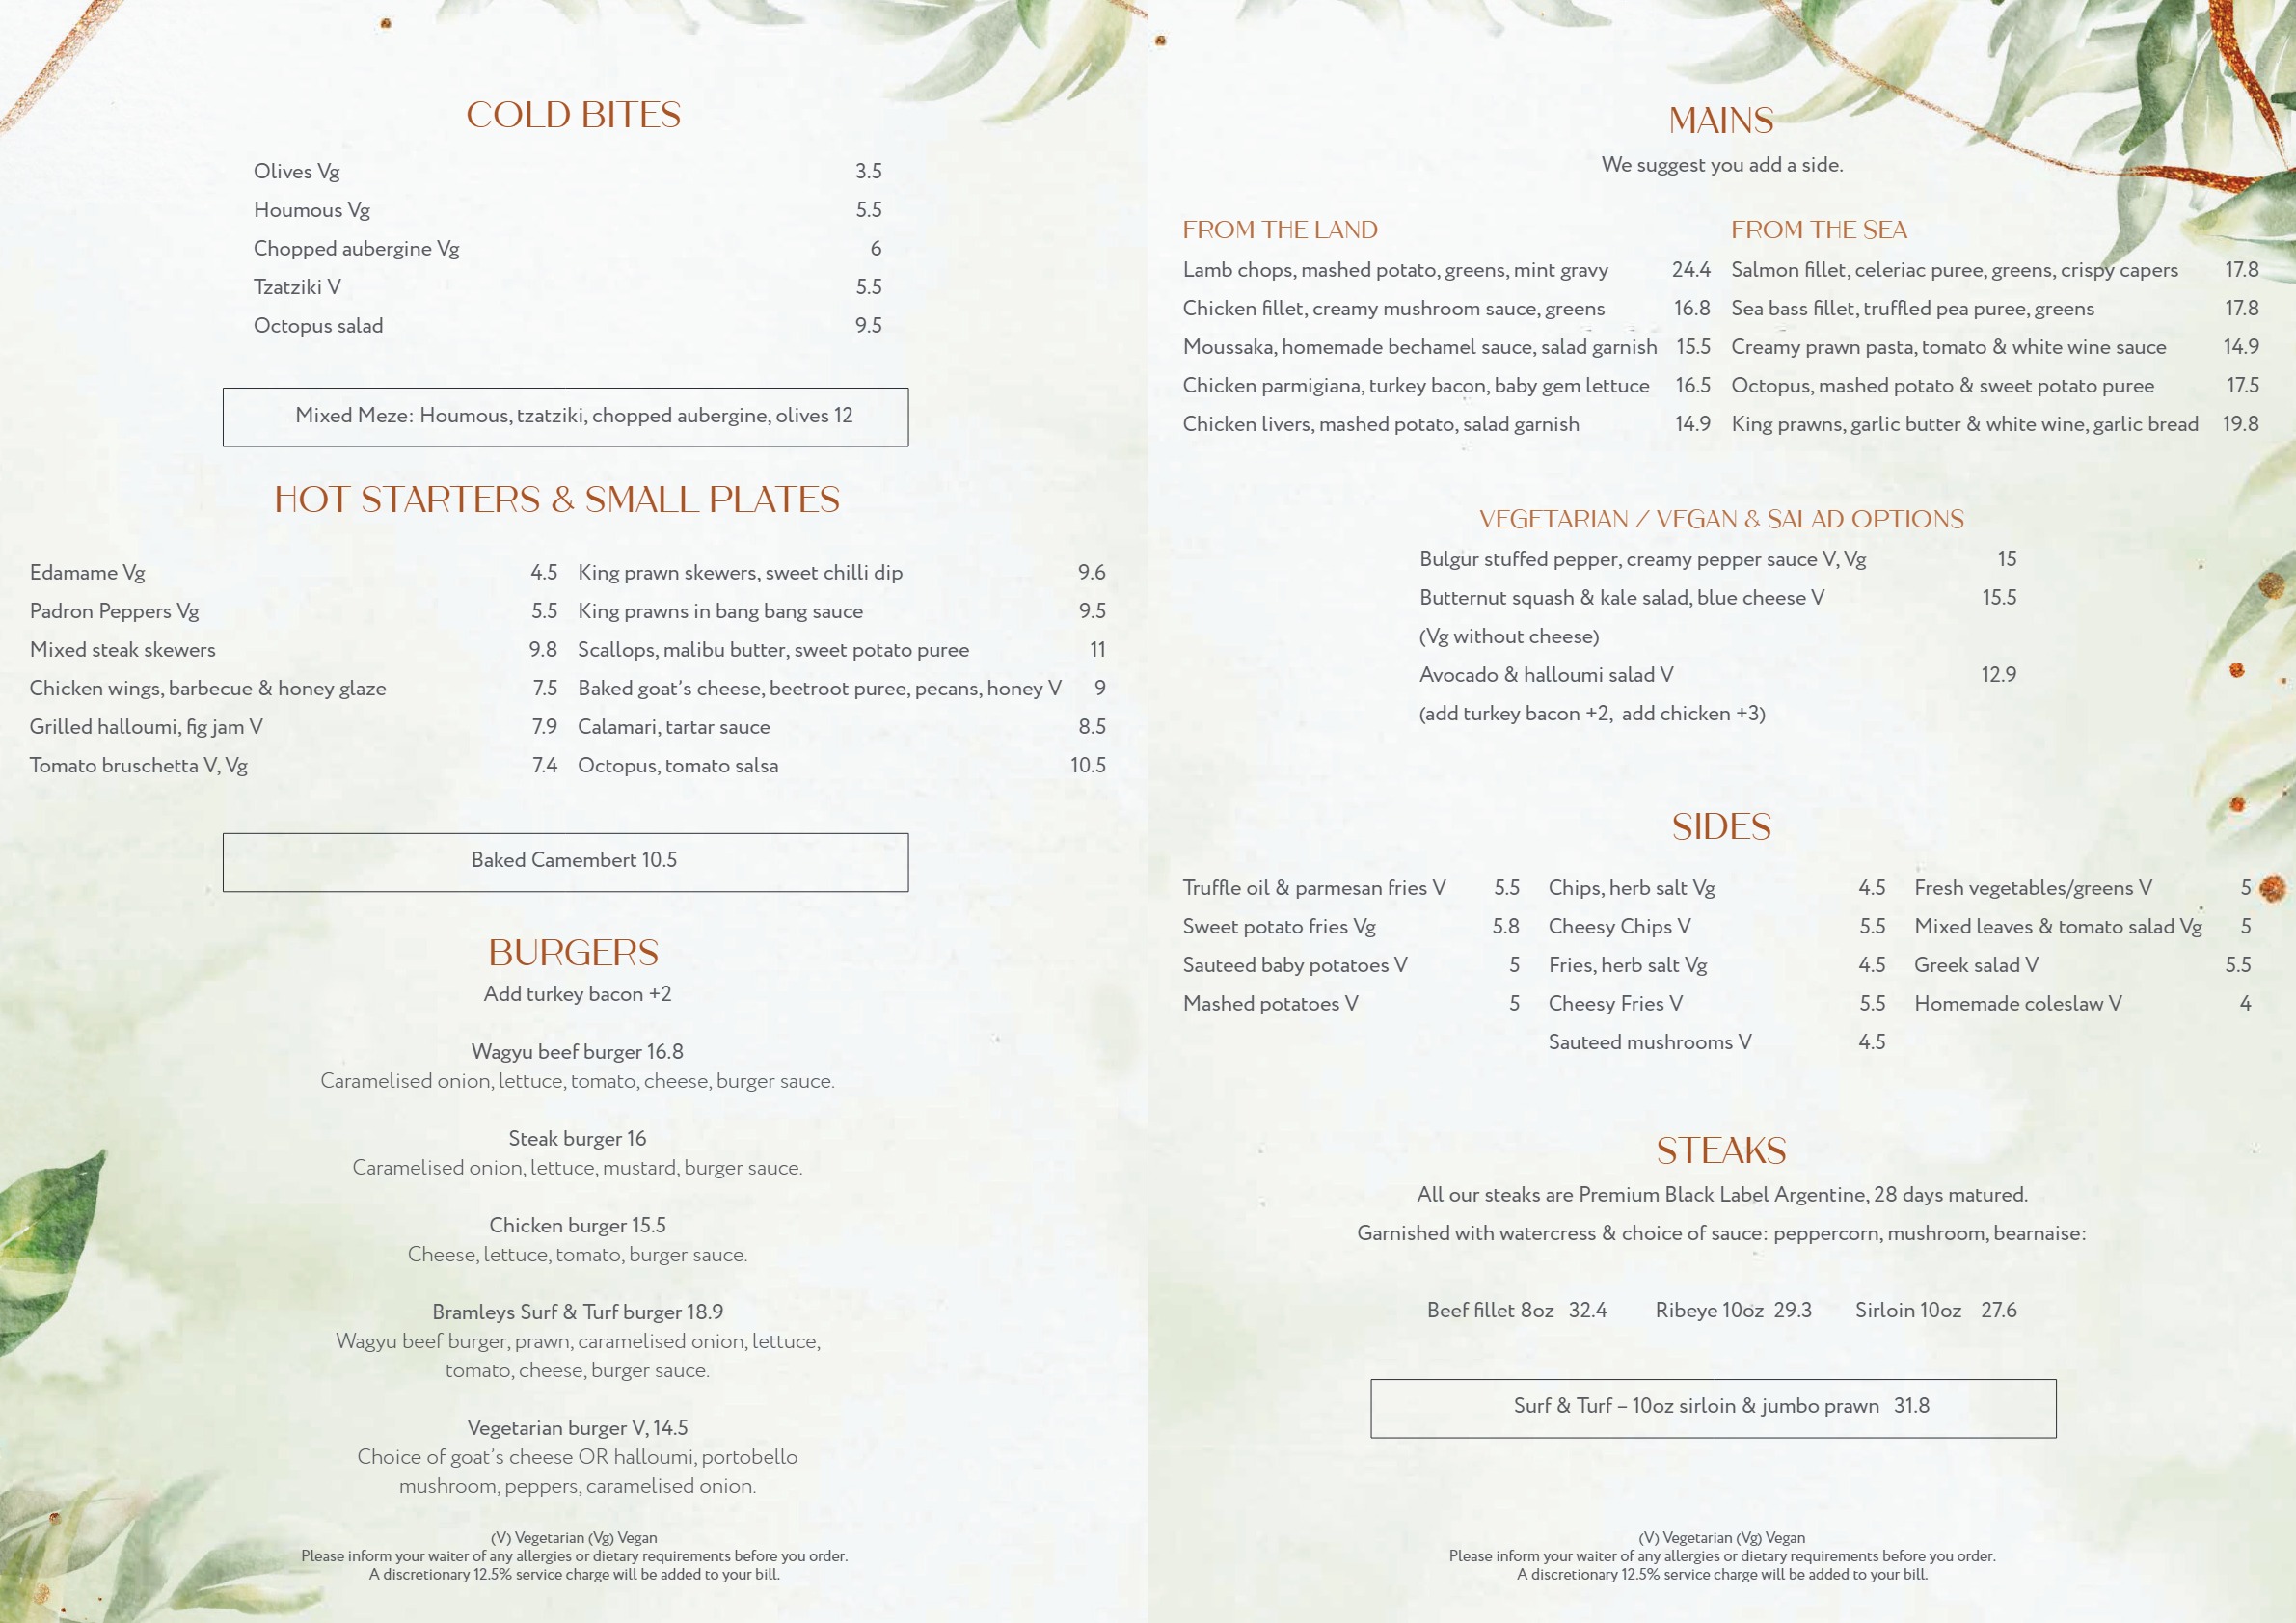 COLD BITES
Olives Vg 3.5
Houmous Vg 5.5
Chopped aubergine Vg 6
Tzatziki V 5.5
Octopus salad 9.5
Mixed Meze: Houmous, tzatziki, chopped aubergine, olives 12
HOT STARTERS & SMALL PLATES
Edamame Vg 4.5
Padron Peppers Vg 5.5
Mixed steak skewers 9.8
Chicken wings, barbecue & honey glaze 7.5
Grilled halloumi, fig jam V 7.9
Tomato bruschetta V, Vg 7.4
King prawn skewers, sweet chilli dip 9.6
King prawns in bang bang sauce 9.5
Scallops, malibu butter, sweet potato puree 11
Baked goat's cheese, beetroot puree, pecans, honey V 9
Calamari, tartar sauce 8.5
Octopus, tomato salsa 10.5
Baked Camembert 10.5
BURGERS
Add turkey bacon +2
Wagyu beef burger 16.8
Caramelised onion, lettuce, tomato, cheese, burger sauce.
Steak burger 16
Caramelised onion, lettuce, mustard, burger sauce.
Chicken burger 15.5
Cheese, lettuce, tomato, burger sauce.
Bramleys Surf & Turf burger 18.9
Wagyu beef burger, prawn, caramelised onion, lettuce,
tomato, cheese, burger sauce.
Vegetarian burger V, 14.5
Choice of goat's cheese OR halloumi, portobello
mushroom, peppers, caramelised onion.
(V) Vegetarian (Vg) Vegan
Please inform your waiter of any allergies or dietary requirements before you order.
A discretionary 12.5% service charge will be added to your bill.
MAINS
We suggest you add a side.
FROM THE LAND
Lamb chops, mashed potato, greens, mint gravy 24.4
Chicken fillet, creamy mushroom sauce, greens 16.8
Moussaka, homemade bechamel sauce, salad garnish 15.5
Chicken parmigiana, turkey bacon, baby gem lettuce 16.5
Chicken livers, mashed potato, salad garnish 14.9
FROM THE SEA
Salmon fillet, celeriac puree, greens, crispy capers 17.8
Sea bass fillet, truffled pea puree, greens 17.8
Creamy prawn pasta, tomato & white wine sauce 14.9
Octopus, mashed potato & sweet potato puree 17.5
King prawns, garlic butter & white wine, garlic bread 19.8
VEGETARIAN / VEGAN & SALAD OPTIONS
Bulgur stuffed pepper, creamy pepper sauce V, Vg 15
Butternut squash & kale salad, blue cheese V 15.5
(Vg without cheese)
Avocado & halloumi salad V 12.9
(add turkey bacon +2, add chicken +3)
SIDES
Truffle oil & parmesan fries V 5.5
Sweet potato fries Vg 5.8
Sauteed baby potatoes V 5
Mashed potatoes V 5
Chips, herb salt Vg 4.5
Cheesy Chips V 5.5
Fries, herb salt Vg 4.5
Cheesy Fries V 5.5
Sauteed mushrooms V 4.5
Fresh vegetables/greens V 5
Mixed leaves & tomato salad Vg 5
Greek salad V 5.5
Homemade coleslaw V 4
STEAKS
All our steaks are Premium Black Label Argentine, 28 days matured.
Garnished with watercress & choice of sauce: peppercorn, mushroom, bearnaise:
Beef fillet 8oz 32.4 Ribeye 10oz 29.3 Sirloin 10oz 27.6
Surf & Turf – 10oz sirloin & jumbo prawn 31.8
(V) Vegetarian (Vg) Vegan
Please inform your waiter of any allergies or dietary requirements before you order.
A discretionary 12.5% service charge will be added to your bill.